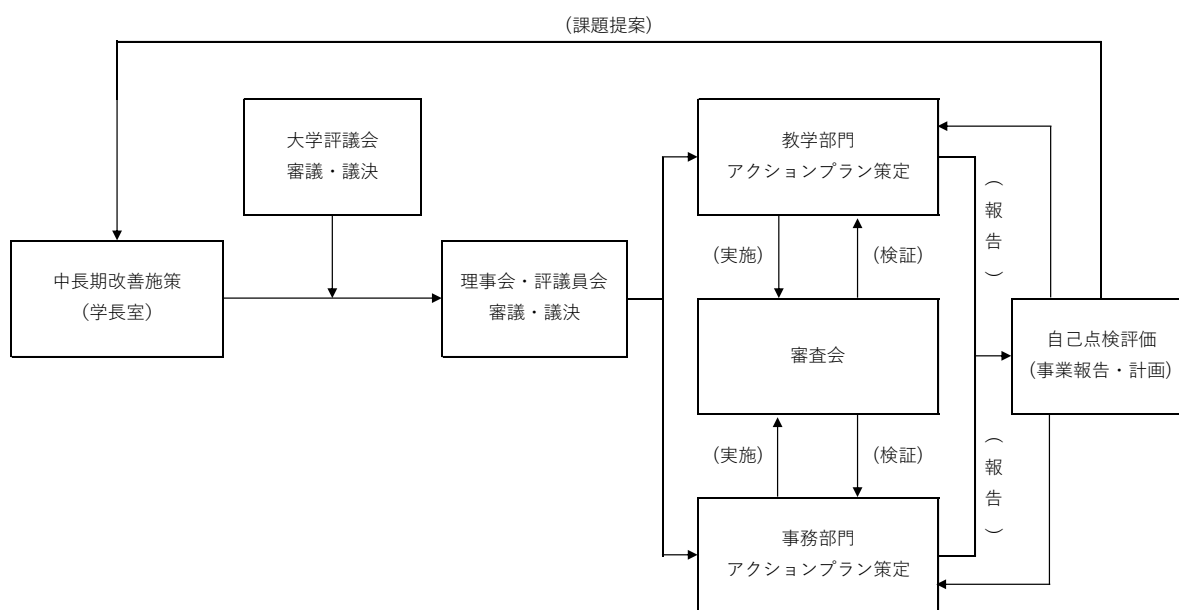 (課題提案)
大学評議会
審議・議決
教学部門
アクションプラン策定
(報告)
中長期改善施策
(学長室)
理事会・評議員会
審議・議決
(実施)
(検証)
審査会
自己点検評価
(事業報告・計画)
(実施)
(検証)
(報告)
事務部門
アクションプラン策定